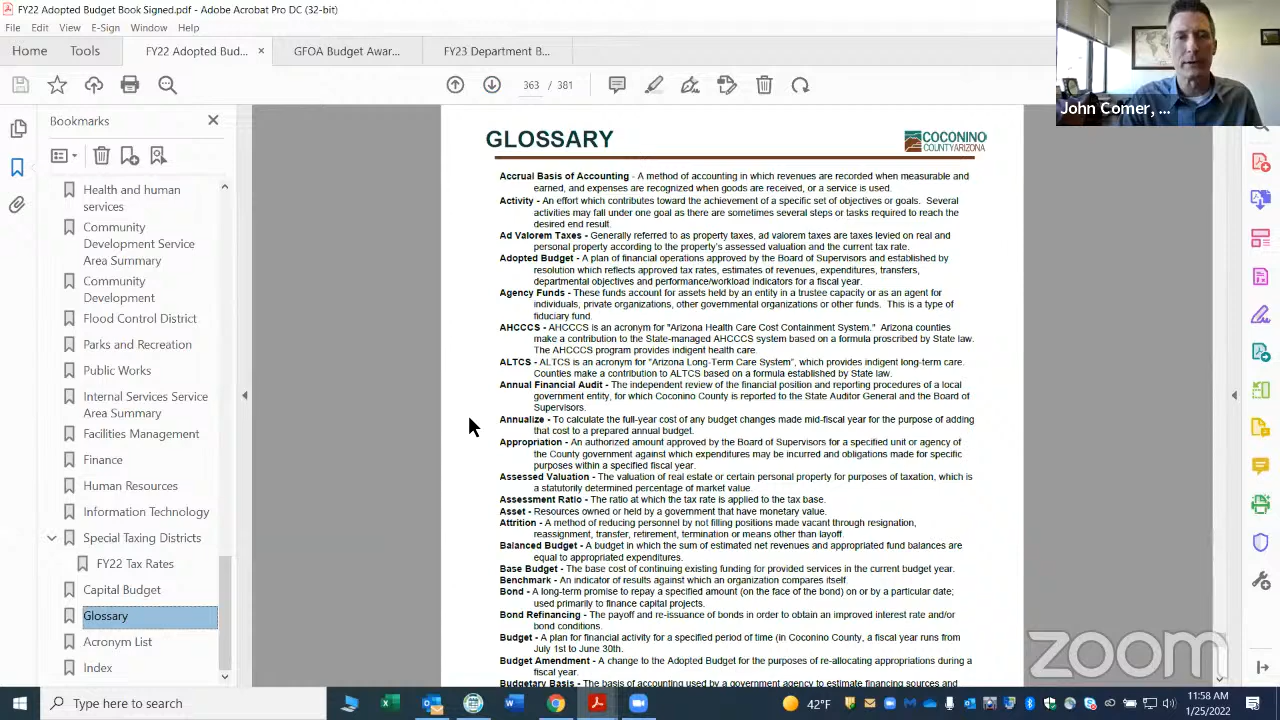 FY22 Adopted Budget Book Signed.pdf - Adobe Acrobat Pro DC (32-bit)
File Edit View E-Sign Window Help
Home Tools FY22 Adopted Bud... × GFOA Budget Awar... FY23 Department B...
363 / 381
John Comer, ...
Bookmarks
Health and human
services
Community
Development Service
Area Summary
Community
Development
Flood Control District
Parks and Recreation
Public Works
Internal Services Service
Area Summary
Facilities Management
Finance
Human Resources
Information Technology
Special Taxing Districts
FY22 Tax Rates
Capital Budget
Glossary
Acronym List
Index
GLOSSARY
COCONINO
COUNTY ARIZONA
Accrual Basis of Accounting - A method of accounting in which revenues are recorded when measurable and
earned, and expenses are recognized when goods are received, or a service is used.
Activity - An effort which contributes toward the achievement of a specific set of objectives or goals. Several
activities may fall under one goal as there are sometimes several steps or tasks required to reach the
desired end result.
Ad Valorem Taxes - Generally referred to as property taxes, ad valorem taxes are taxes levied on real and
personal property according to the property's assessed valuation and the current tax rate.
Adopted Budget - A plan of financial operations approved by the Board of Supervisors and established by
resolution which reflects approved tax rates, estimates of revenues, expenditures, transfers,
departmental objectives and performance/workload indicators for a fiscal year.
Agency Funds - These funds account for assets held by an entity in a trustee capacity or as an agent for
individuals, private organizations, other governmental organizations or other funds. This is a type of
fiduciary fund.
AHCCCS - AHCCCS is an acronym for "Arizona Health Care Cost Containment System." Arizona counties
make a contribution to the State-managed AHCCCS system based on a formula proscribed by State law.
The AHCCCS program provides indigent health care.
ALTCS - ALTCS is an acronym for "Arizona Long-Term Care System", which provides indigent long-term care.
Counties make a contribution to ALTCS based on a formula established by State law.
Annual Financial Audit - The independent review of the financial position and reporting procedures of a local
government entity, for which Coconino County is reported to the State Auditor General and the Board of
Supervisors.
Annualize - To calculate the full-year cost of any budget changes made mid-fiscal year for the purpose of adding
that cost to a prepared annual budget.
Appropriation - An authorized amount approved by the Board of Supervisors for a specified unit or agency of
the County government against which expenditures may be incurred and obligations made for specific
purposes within a specified fiscal year.
Assessed Valuation - The valuation of real estate or certain personal property for purposes of taxation, which is
a statutorily determined percentage of market value.
Assessment Ratio - The ratio at which the tax rate is applied to the tax base.
Asset - Resources owned or held by a government that have monetary value.
Attrition - A method of reducing personnel by not filling positions made vacant through resignation,
reassignment, transfer, retirement, termination or means other than layoff.
Balanced Budget - A budget in which the sum of estimated net revenues and appropriated fund balances are
equal to appropriated expenditures.
Base Budget - The base cost of continuing existing funding for provided services in the current budget year.
Benchmark - An indicator of results against which an organization compares itself.
Bond - A long-term promise to repay a specified amount (on the face of the bond) on or by a particular date;
used primarily to finance capital projects.
Bond Refinancing - The payoff and re-issuance of bonds in order to obtain an improved interest rate and/or
bond conditions.
Budget - A plan for financial activity for a specified period of time (in Coconino County, a fiscal year runs from
July 1st to June 30th.
Budget Amendment - A change to the Adopted Budget for the purposes of re-allocating appropriations during a
fiscal year.
Budgetary Basis - The basis of accounting used by a government agency to estimate financing sources and
zoom
Type here to search
42°F
11:58 AM
1/25/2022